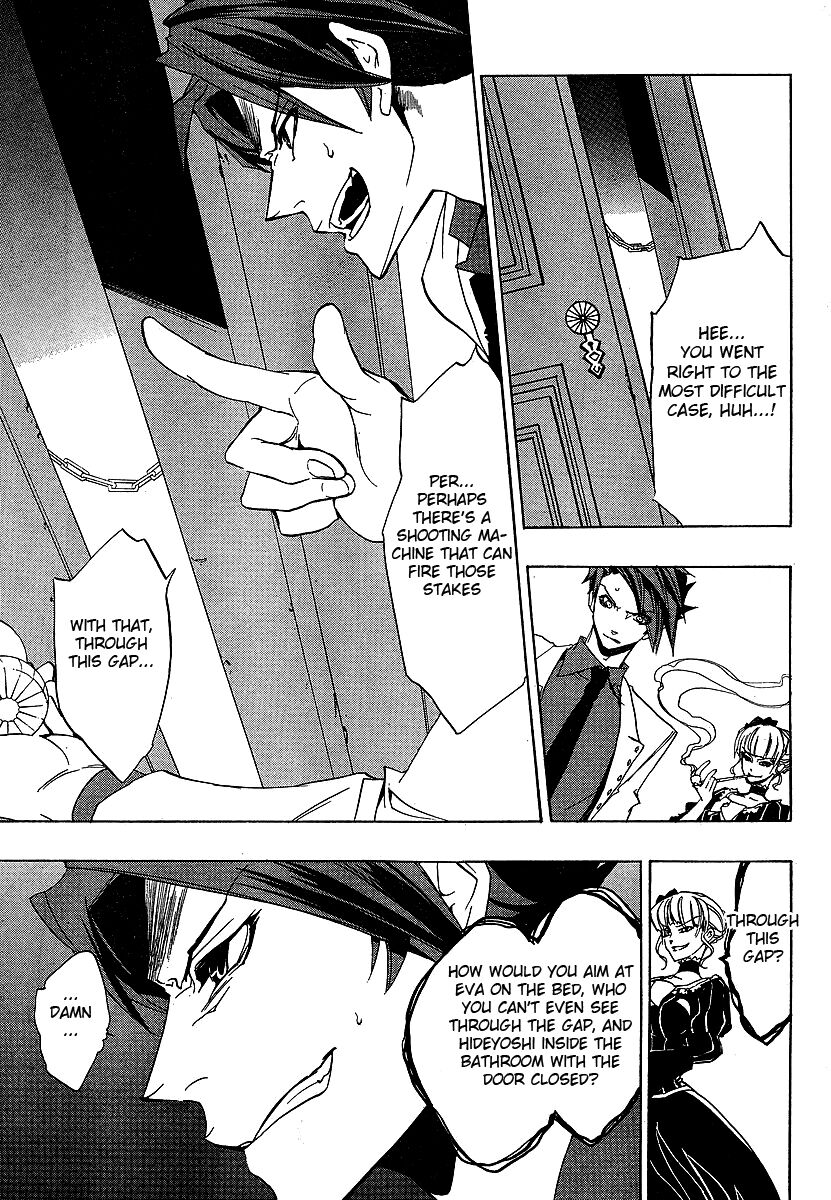 HEE...
YOU WENT
RIGHT TO THE
MOST DIFFICULT
CASE, HUH...!
PER...
PERHAPS
THERE'S A
SHOOTING MA-
CHINE THAT CAN
FIRE THOSE
STAKES
WITH THAT,
THROUGH
THIS GAP...
THROUGH
THIS
GAP?
HOW WOULD YOU AIM AT
EVA ON THE BED, WHO
YOU CAN'T EVEN SEE
THROUGH THE GAP, AND
HIDEYOSHI INSIDE THE
BATHROOM WITH THE
DOOR CLOSED?
...
DAMN
...